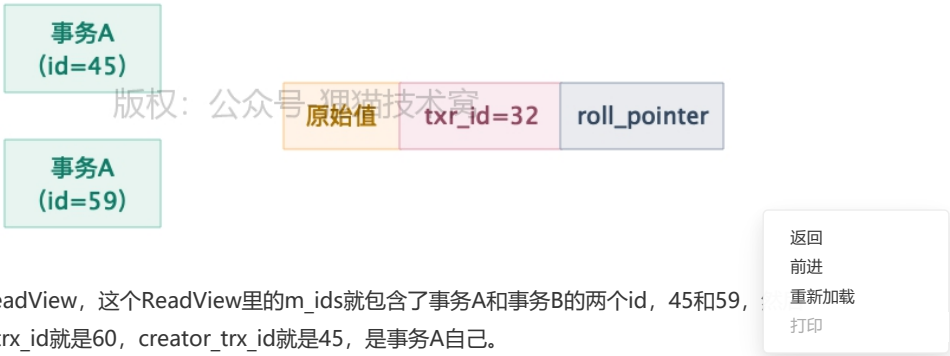 事务A
(id=45)
版权：公众号 狸猫技术窝
原始值
txr_id=32
roll_pointer
事务A
(id=59)
返回
前进
eadView，这个ReadView里的m_ids就包含了事务A和事务B的两个id，45和59，
重新加载
trx_id就是60，creator_trx_id就是45，是事务A自己。
打印